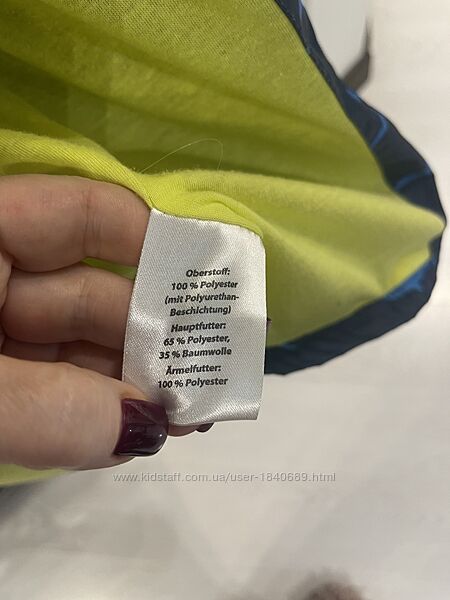 Oberstoff:
100 % Polyester
(mit Polyurethan-
Beschichtung)
Hauptfutter:
65 % Polyester,
35 % Baumwolle
Ärmelfutter:
100 % Polyester
www.kidstaff.com.ua/user-1840689.html